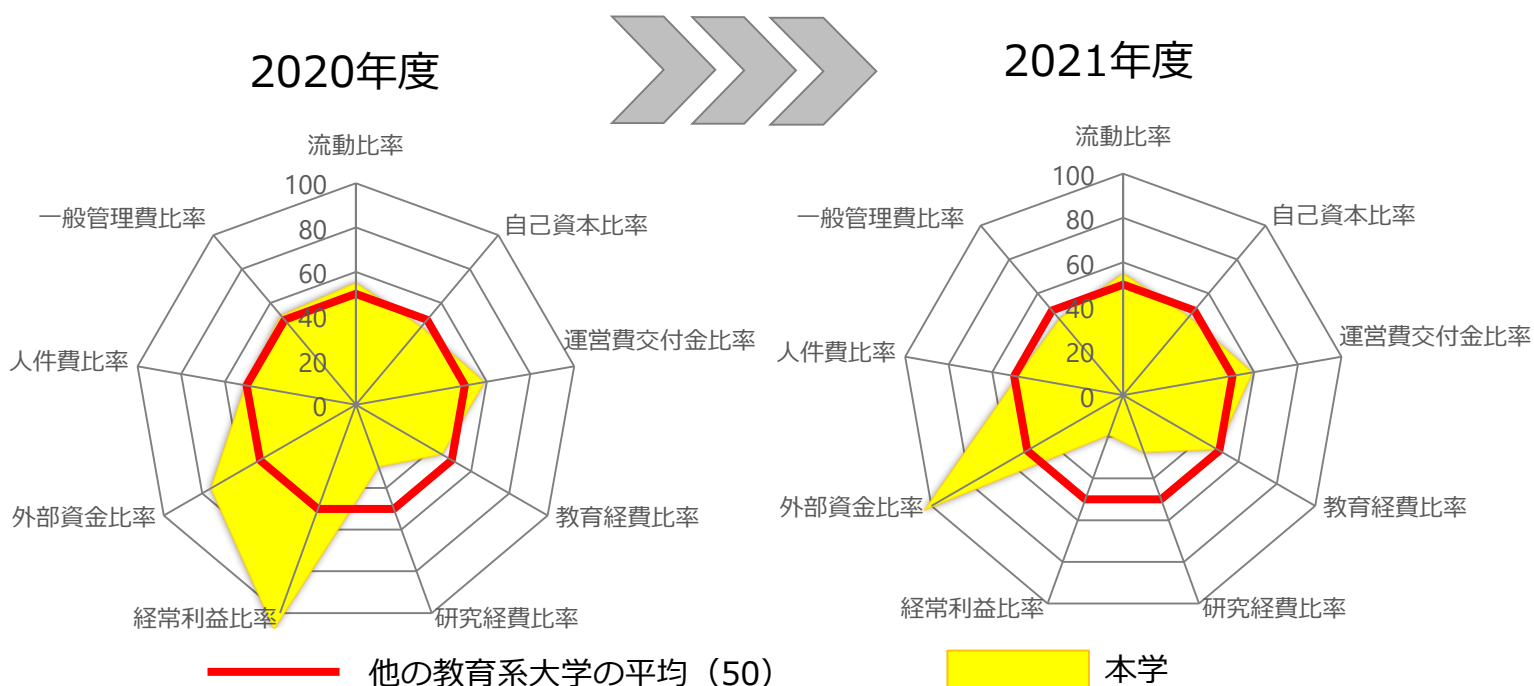 2020年度
2021年度
流動比率
自己資本比率
運営費交付金比率
教育経費比率
研究経費比率
経常利益比率
外部資金比率
人件費比率
一般管理費比率
100
80
60
40
20
0
流動比率
自己資本比率
運営費交付金比率
教育経費比率
研究経費比率
経常利益比率
外部資金比率
人件費比率
一般管理費比率
100
80
60
40
20
0
他の教育系大学の平均（50）
本学